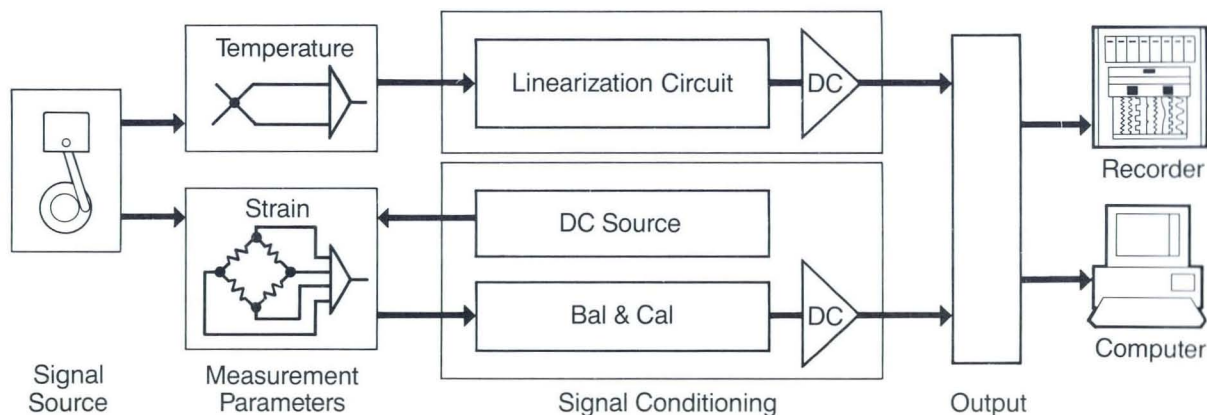 Temperature
Linearization Circuit
DC
Recorder
Strain
DC Source
Bal & Cal
DC
Computer
Signal
Source
Measurement
Parameters
Signal Conditioning
Output